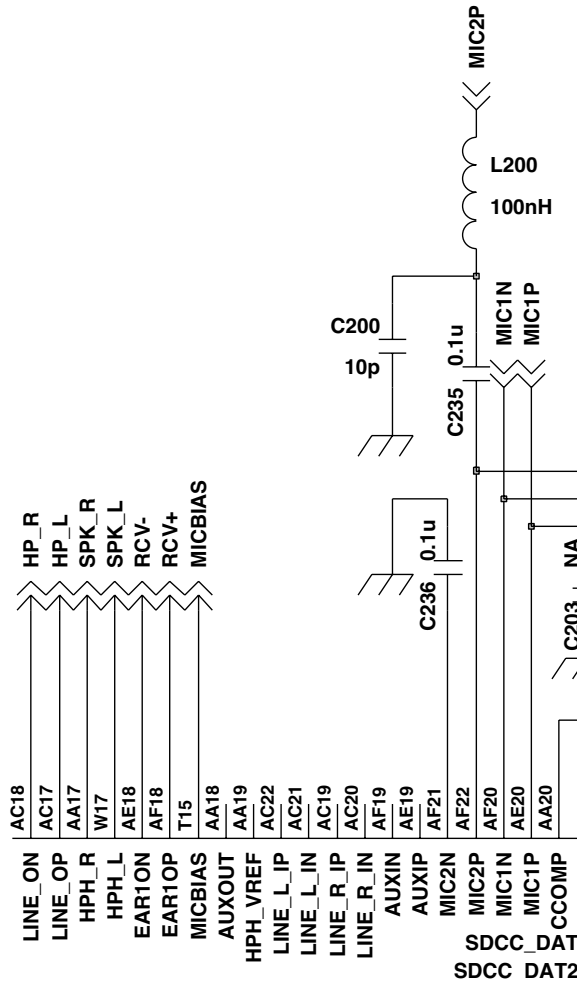 MIC2P
L200
100nH
MIC1N
MIC1P
C200
10p
0.1u
C235
HP_R
HP_L
SPK_R
SPK_L
RCV-
RCV+
MICBIAS
0.1u
C236
NA
C203
AC18
AC17
AA17
W17
AE18
AF18
T15
AA18
AA19
AC22
AC21
AC19
AC20
AF19
AE19
AF21
AF22
AF20
AE20
AA20
LINE_ON
LINE_OP
HPH_R
HPH_L
EAR1ON
EAR1OP
MICBIAS
AUXOUT
HPH_VREF
LINE_L_IP
LINE_L_IN
LINE_R_IP
LINE_R_IN
AUXIN
AUXIP
MIC2N
MIC2P
MIC1N
MIC1P
CCOMP
SDCC_DAT
SDCC_DAT2